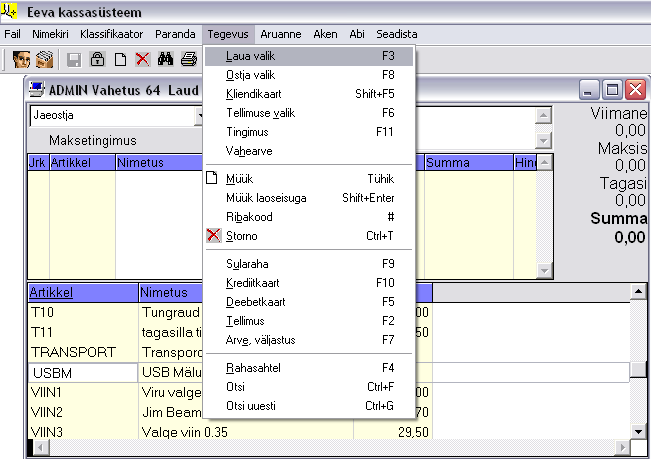 Eeva kassasüsteem
Fail Nimekiri Klassifikaator Paranda Tegevus Aruanne Aken Abi Seadista
ADMIN Vahetus 64 Laud
Jaeostja
Maksetingimus
Viimane
0,00
Maksis
0,00
Tagasi
0,00
Summa
0,00
Jrk Artikkel Nimetus Summa Hind
Laua valik F3
Ostja valik F8
Kliendikaart Shift+F5
Tellimuse valik F6
Tingimus F11
Vahearve
Müük Tühik
Müük laoseisuga Shift+Enter
Ribakood #
Storno Ctrl+T
Sularaha F9
Krediitkaart F10
Deebetkaart F5
Tellimus F2
Arve, väljastus F7
Rahasahtel F4
Otsi Ctrl+F
Otsi uuesti Ctrl+G
Artikkel Nimetus
T10 Tungraud 00
T11 tagasilla ti 50
TRANSPORT Transpord
USBM USB Mälu
VIIN1 Viru valge 00
VIIN2 Jim Beam 70
VIIN3 Valge viin 0.35 29,50